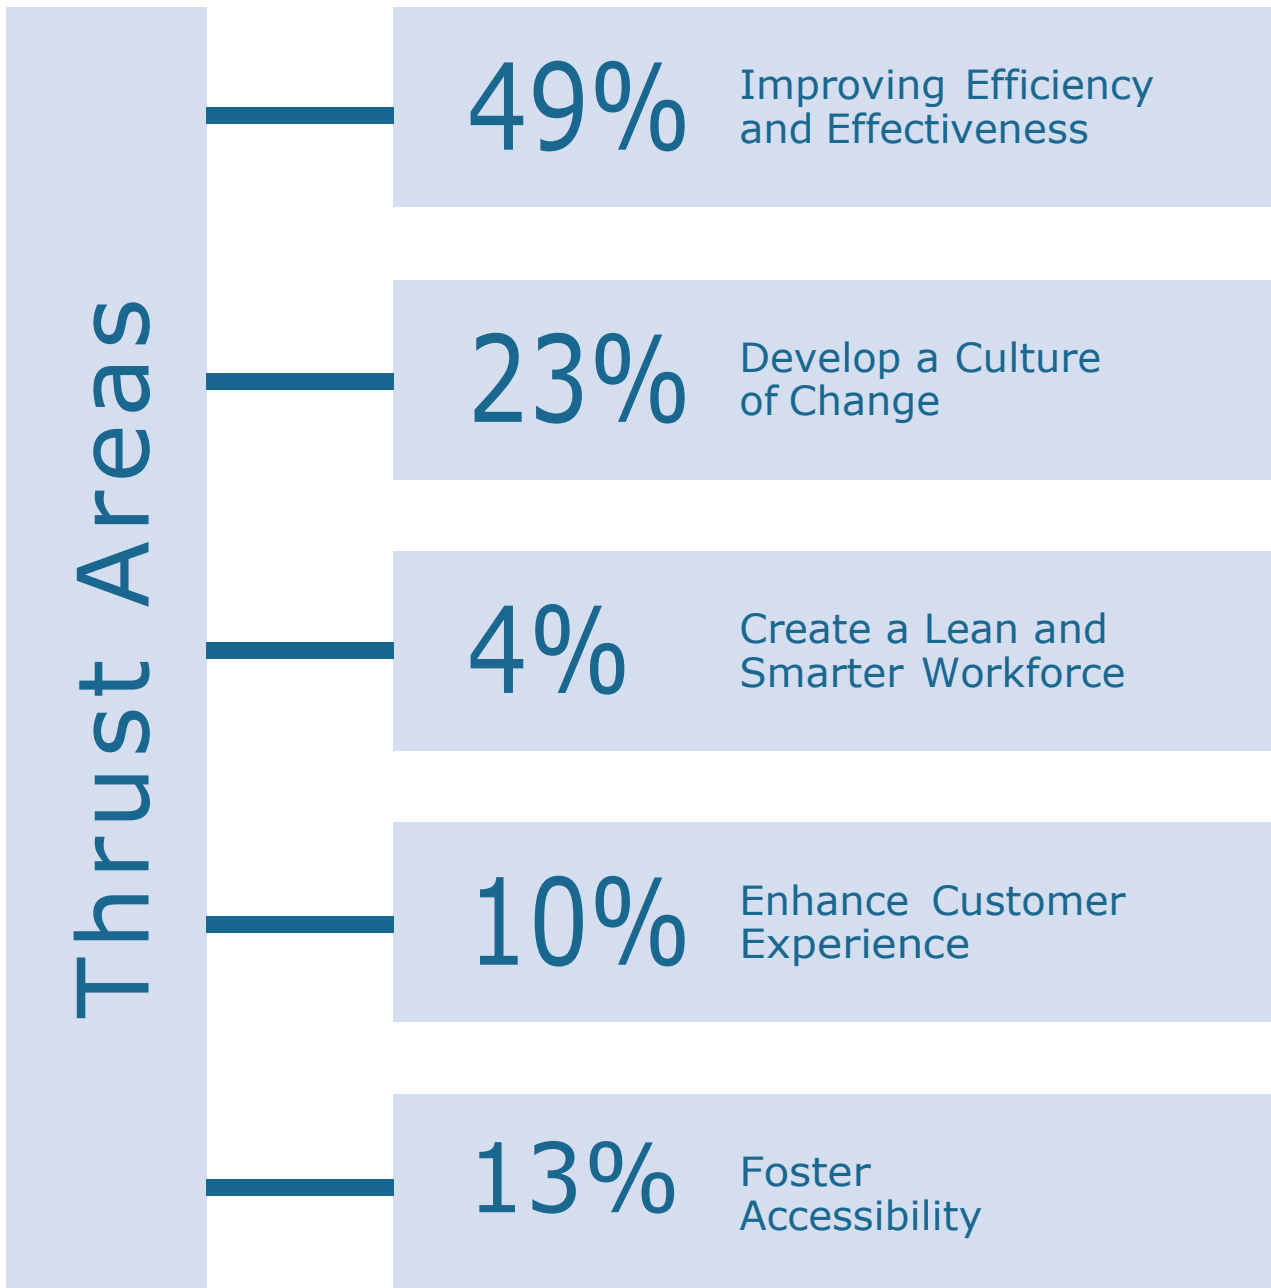 Thrust Areas
49%
Improving Efficiency
and Effectiveness
23%
Develop a Culture
of Change
4%
Create a Lean and
Smarter Workforce
10%
Enhance Customer
Experience
13%
Foster
Accessibility